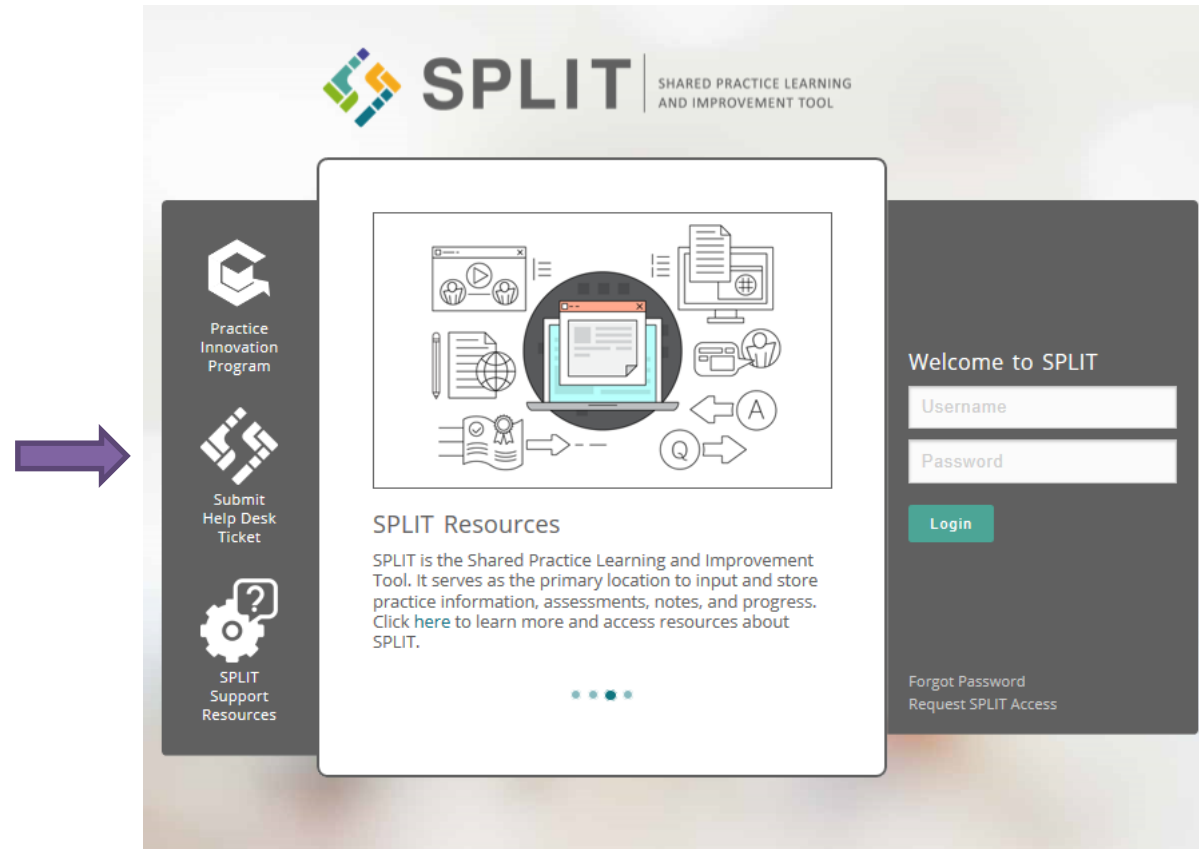 SPLIT
SHARED PRACTICE LEARNING
AND IMPROVEMENT TOOL
Practice
Innovation
Program
Submit
Help Desk
Ticket
SPLIT
Support
Resources
A
Q
SPLIT Resources
SPLIT is the Shared Practice Learning and Improvement
Tool. It serves as the primary location to input and store
practice information, assessments, notes, and progress.
Click here to learn more and access resources about
SPLIT.
Welcome to SPLIT
Username
Password
Login
Forgot Password
Request SPLIT Access